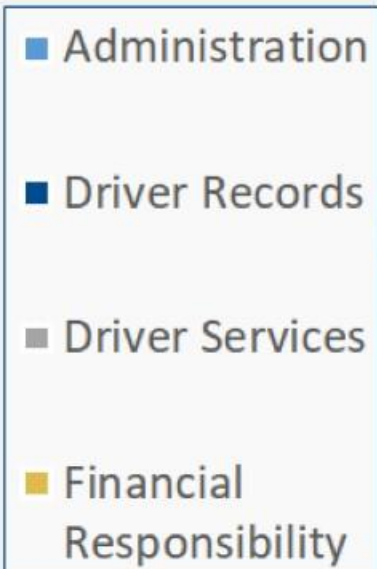 Administration
Driver Records
Driver Services
Financial
Responsibility